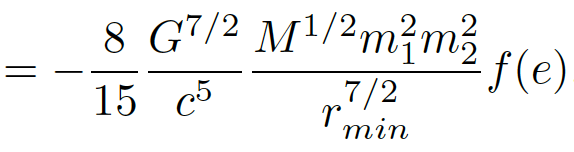 = -\frac{8}{15} \frac{G^{7/2}}{c^5} \frac{M^{1/2} m_1^2 m_2^2}{r_{min}^{7/2}} f(e)